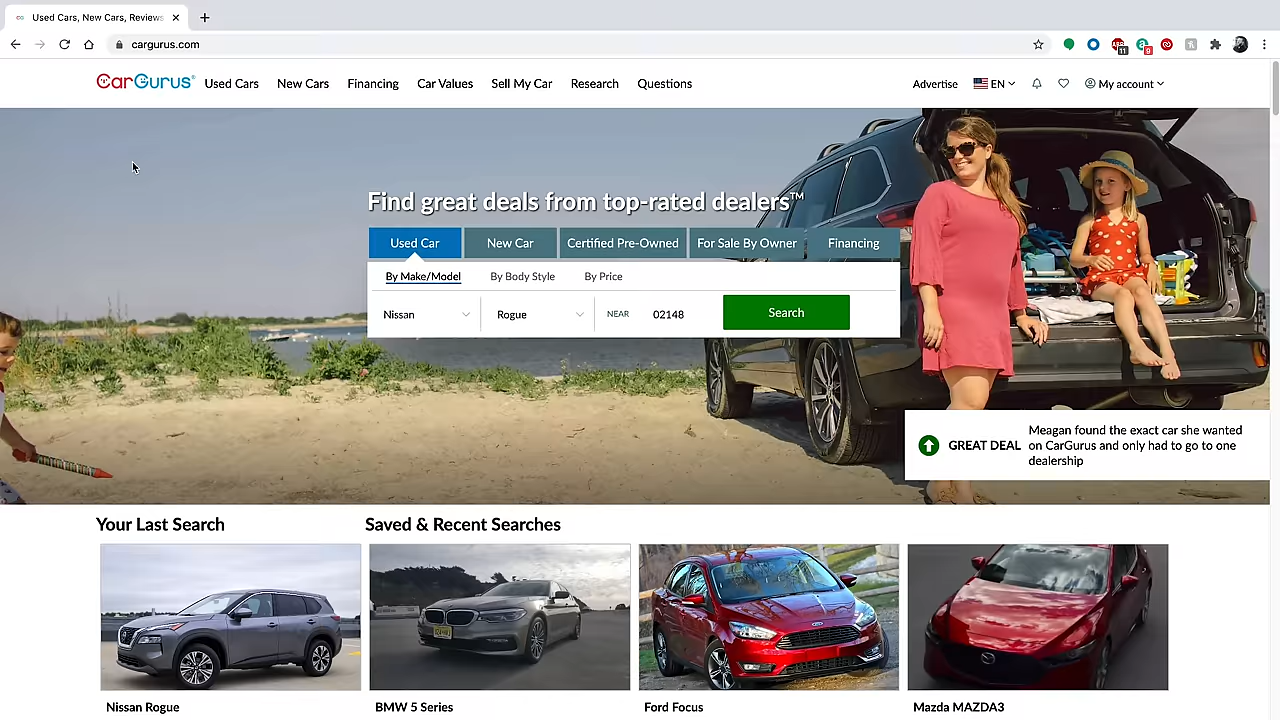 Used Cars, New Cars, Reviews
cargurus.com
11
9
CarGurus®
Used Cars
New Cars
Financing
Car Values
Sell My Car
Research
Questions
Advertise
EN
My account
Find great deals from top-rated dealers™
Used Car
New Car
Certified Pre-Owned
For Sale By Owner
Financing
By Make/Model
By Body Style
By Price
Nissan
Rogue
NEAR
02148
Search
GREAT DEAL
Meagan found the exact car she wanted
on CarGurus and only had to go to one
dealership
Your Last Search
Saved & Recent Searches
Nissan Rogue
BMW 5 Series
Ford Focus
Mazda MAZDA3